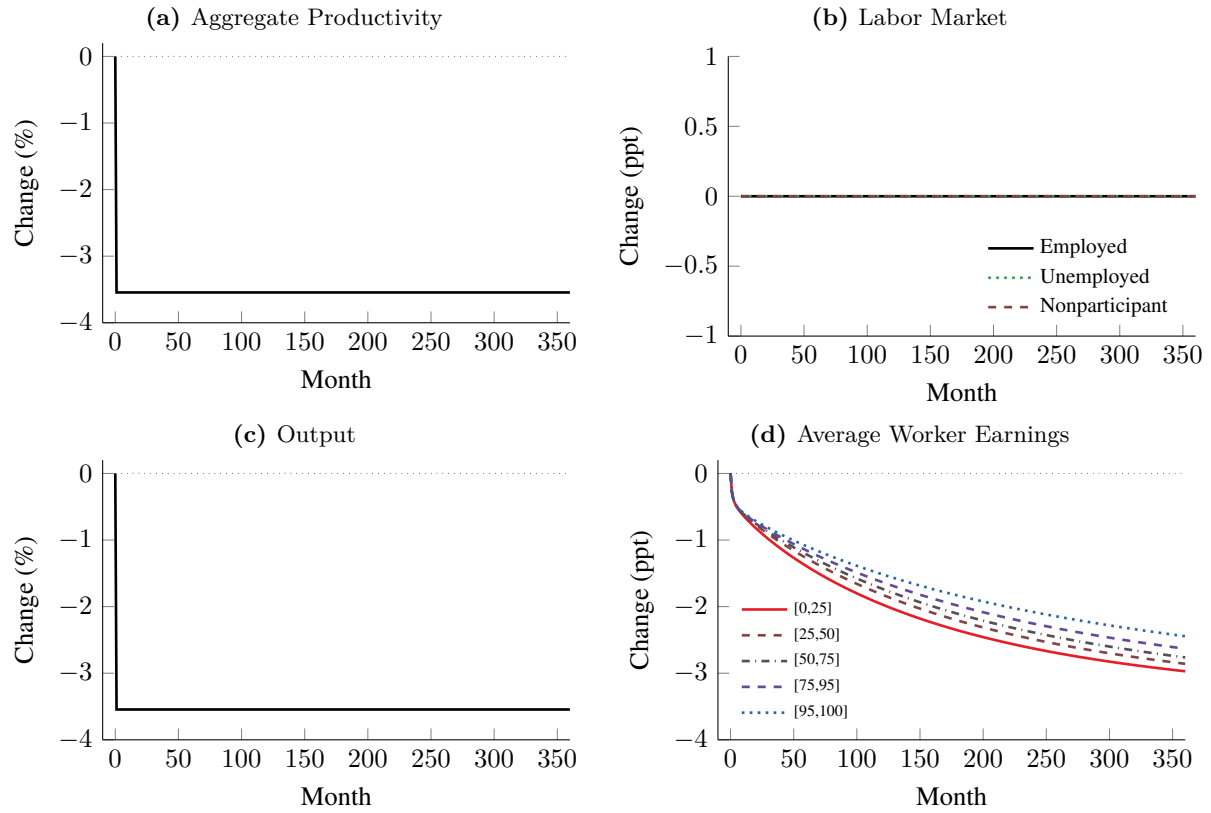 (a) Aggregate Productivity
0
−1
−2
−3
−4
0 50 100 150 200 250 300 350
Change (%)
Month
(b) Labor Market
1
0.5
0
−0.5
−1
0 50 100 150 200 250 300 350
Change (ppt)
Month
Employed
Unemployed
Nonparticipant
(c) Output
0
−1
−2
−3
−4
0 50 100 150 200 250 300 350
Change (%)
Month
(d) Average Worker Earnings
0
−1
−2
−3
−4
0 50 100 150 200 250 300 350
Change (ppt)
Month
[0,25]
[25,50]
[50,75]
[75,95]
[95,100]